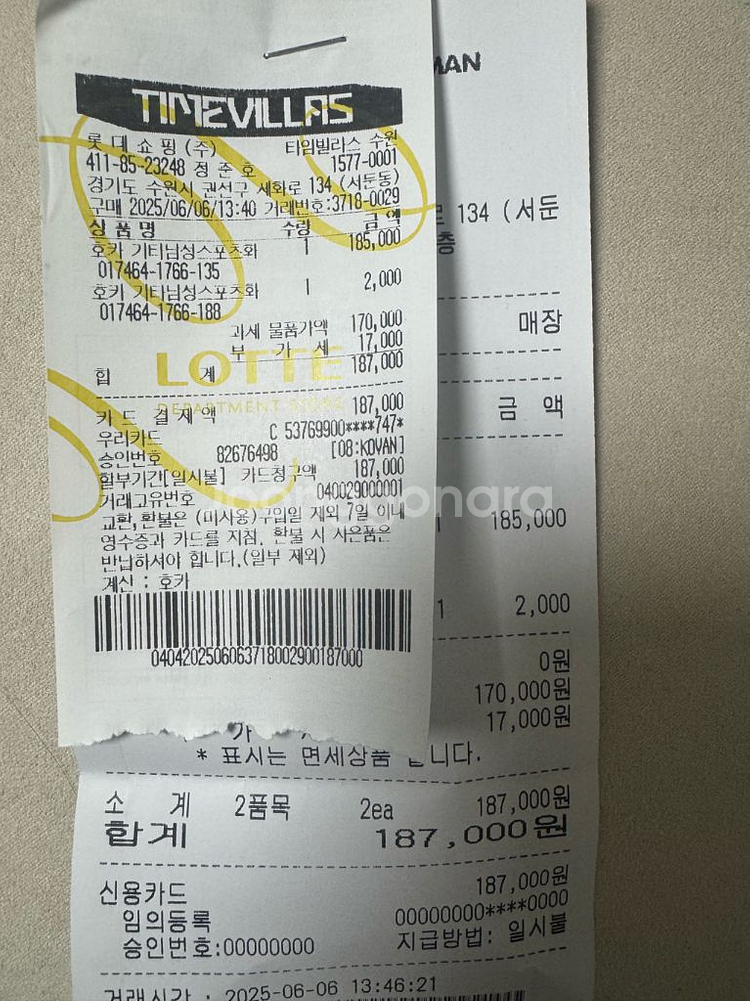 TIMEVILLAS
롯데쇼핑(주) 타임빌라스 수원
411-85-23248 정준호 1577-0001
경기도 수원시 권선구 세화로 134 (서둔동)
구매 2025/06/06/13:40 거래번호:3718-0029
상품명 수량 금액
호카 기타남성스포츠화 1 185,000
017464-1766-135
호카 기타남성스포츠화 1 2,000
017464-1766-188
과세 물품가액 170,000
부 가 세 17,000
합 계 187,000
LOTTE
DEPARTMENT STORE
카드 결제액 187,000
우리카드 C 53769900****747*
승인번호 82676498 [08:KOVAN]
할부기간[일시불] 카드청구액 187,000
거래고유번호 040029000001
교환,환불은 (미사용)구입일 제외 7일 이내
영수증과 카드를 지참. 환불 시 사은품은
반납하셔야 합니다.(일부 제외)
계산 : 호카
0404202506063718002900187000
MAN
134 (서둔
층
매장
금 액
1 185,000
1 2,000
0원
170,000원
17,000원
* 표시는 면세상품 니다.
소 계 2품목 2ea 187,000원
합계 187,000원
신용카드 187,000원
임의등록 00000000****0000
승인번호:00000000 지급방법: 일시불
거래시간 : 2025-06-06 13:46:21